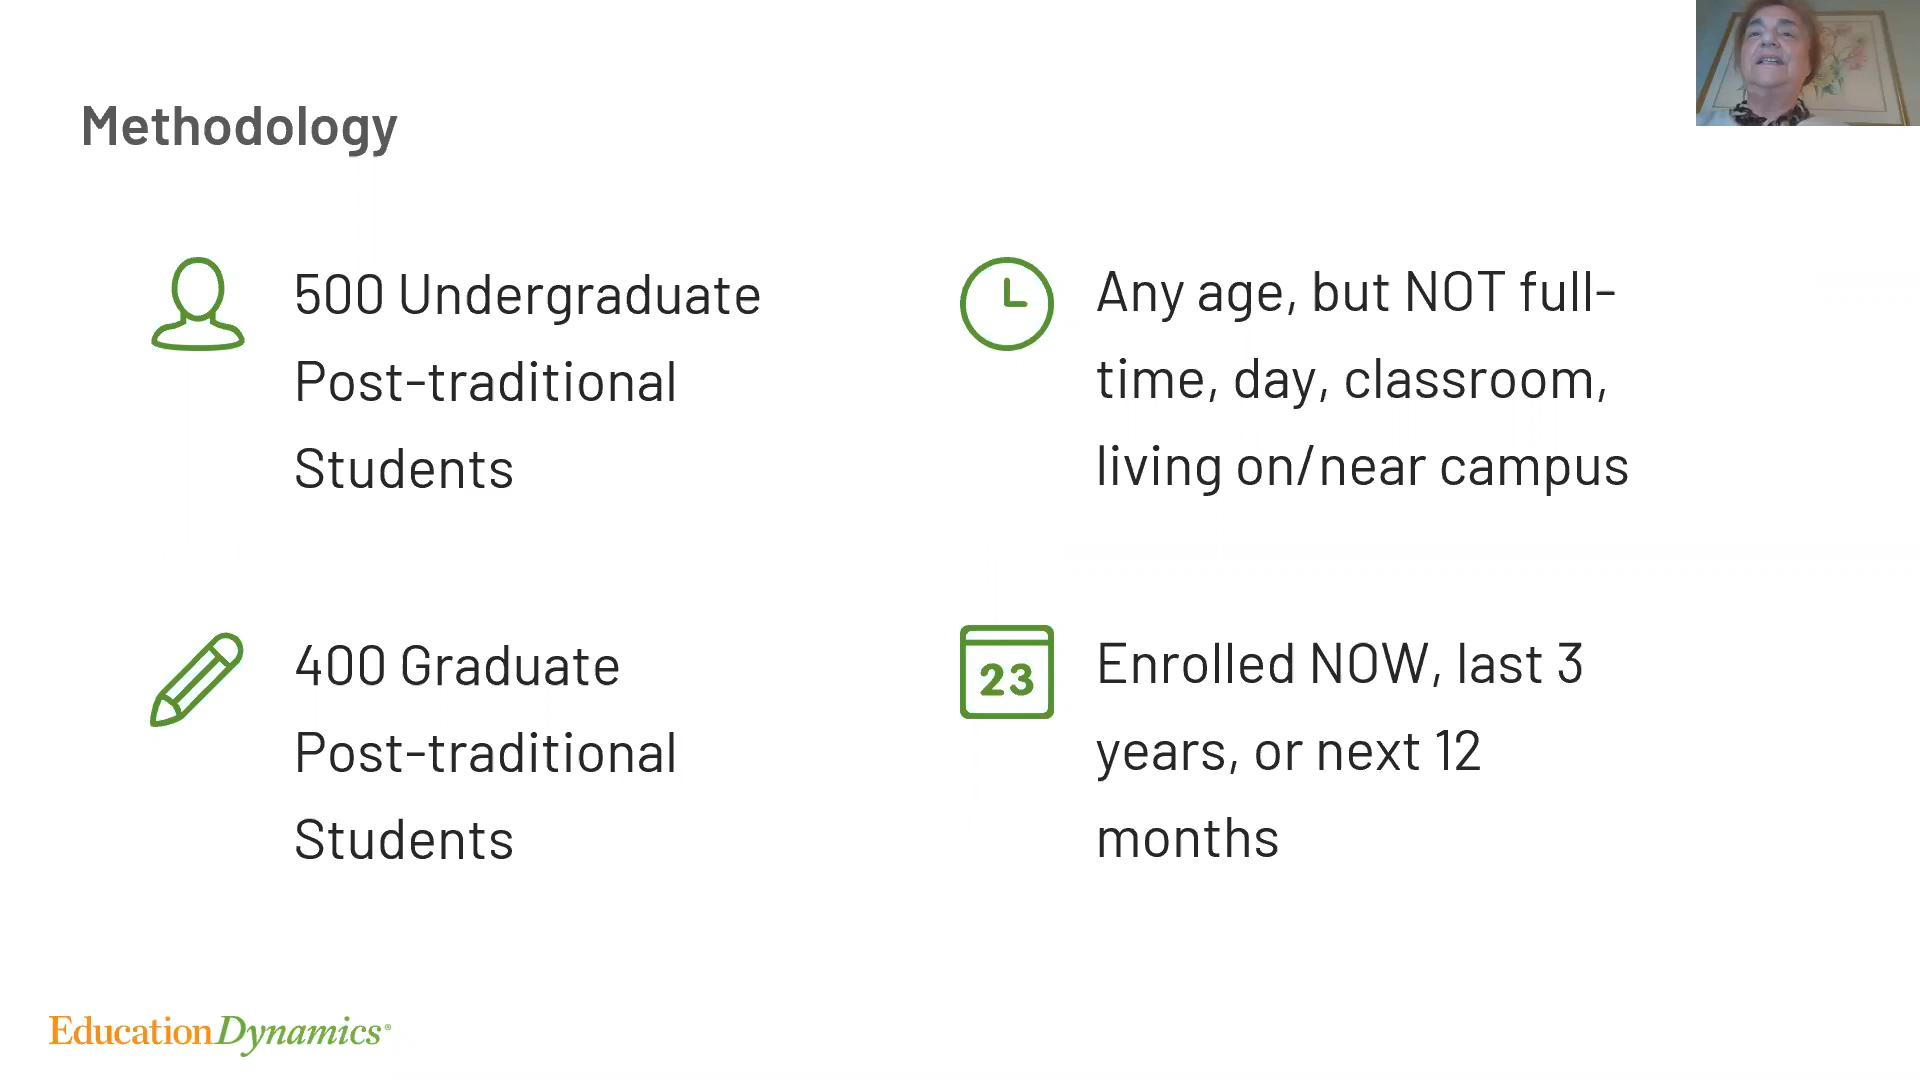 Methodology
500 Undergraduate
Post-traditional
Students
Any age, but NOT full-
time, day, classroom,
living on/near campus
400 Graduate
Post-traditional
Students
23
Enrolled NOW, last 3
years, or next 12
months
EducationDynamics®